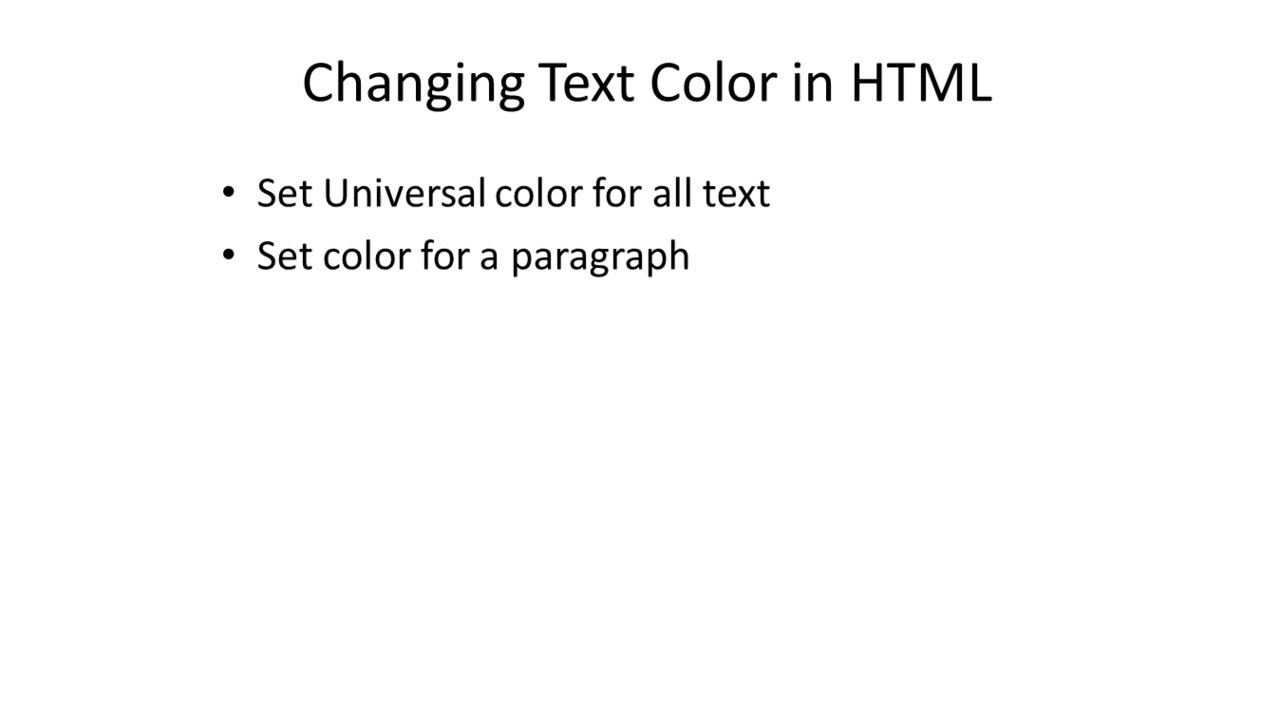 Changing Text Color in HTML
• Set Universal color for all text
• Set color for a paragraph